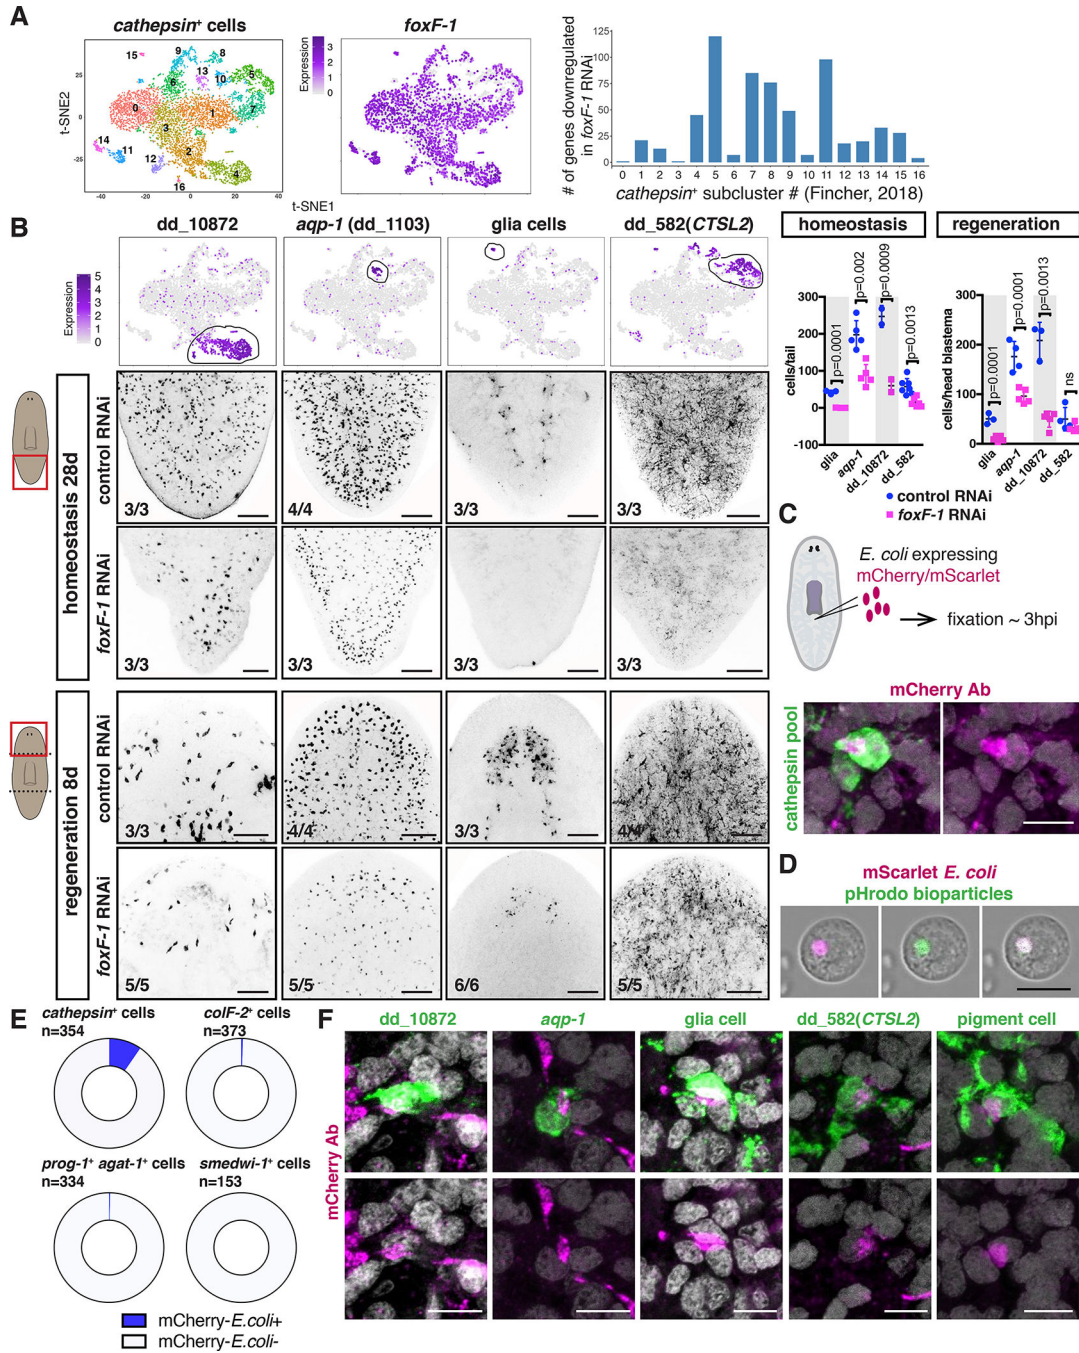 A
cathepsin+ cells
foxF-1
15
9
8
13
6
10
5
0
1
7
3
14
11
12
2
4
16
t-SNE2
25
0
-25
-40
0
40
t-SNE1
Expression
3
2
1
0
# of genes downregulated
in foxF-1 RNAi
125
100
75
50
25
0
0 1 2 3 4 5 6 7 8 9 10 11 12 13 14 15 16
cathepsin+ subcluster # (Fincher, 2018)
B
dd_10872
aqp-1 (dd_1103)
glia cells
dd_582(CTSL2)
Expression
5
4
3
2
1
0
homeostasis 28d
control RNAi
3/3
4/4
3/3
3/3
foxF-1 RNAi
3/3
3/3
3/3
3/3
regeneration 8d
control RNAi
3/3
4/4
3/3
4/4
foxF-1 RNAi
5/5
5/5
6/6
5/5
homeostasis
regeneration
cells/tail
300
200
100
0
-100
p=0.0001
p=0.002
p=0.0009
p=0.0013
glia
aqp-1
dd_10872
dd_582
cells/head blastema
300
200
100
0
p=0.0001
p=0.0001
p=0.0013
ns
glia
aqp-1
dd_10872
dd_582
control RNAi
foxF-1 RNAi
C
E. coli expressing
mCherry/mScarlet
fixation ~ 3hpi
mCherry Ab
cathepsin pool
D
mScarlet E. coli
pHrodo bioparticles
E
cathepsin+ cells
n=354
colF-2+ cells
n=373
prog-1+ agat-1+ cells
n=334
smedwi-1+ cells
n=153
mCherry-E.coli+
mCherry-E.coli-
F
dd_10872
aqp-1
glia cell
dd_582(CTSL2)
pigment cell
mCherry Ab